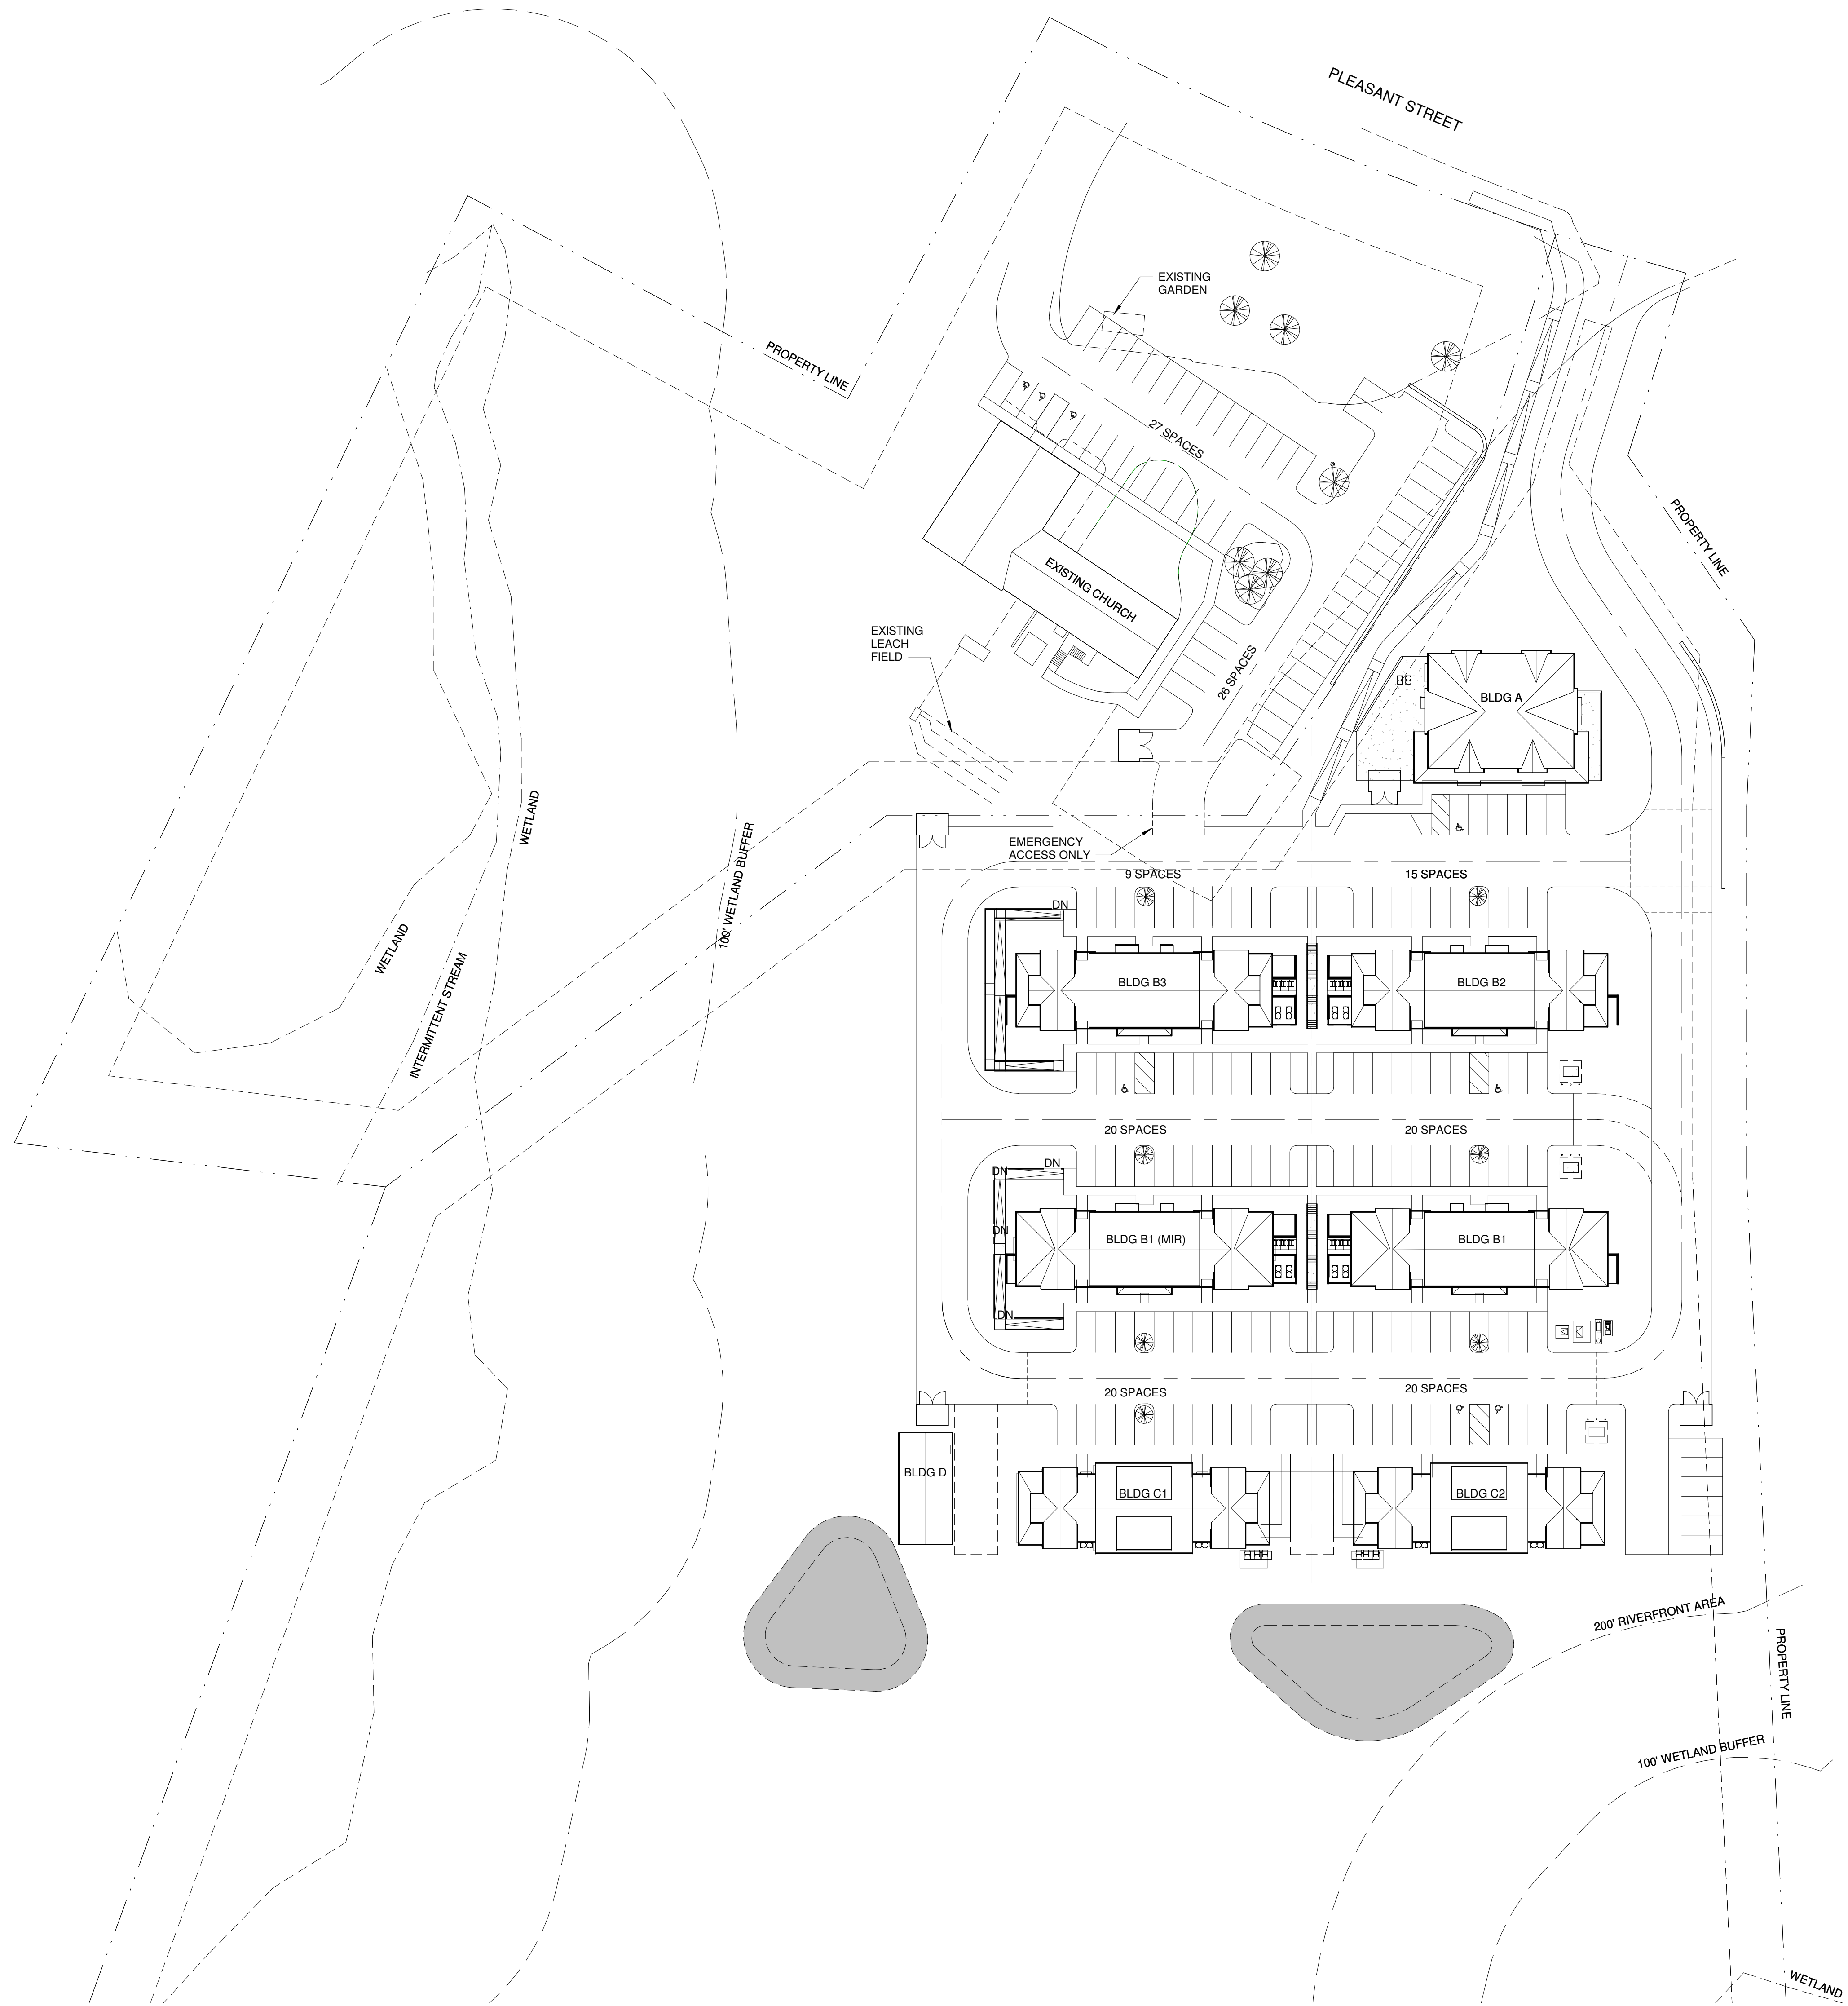 PLEASANT STREET
EXISTING
GARDEN
PROPERTY LINE
27 SPACES
PROPERTY LINE
EXISTING CHURCH
EXISTING
LEACH
FIELD
26 SPACES
BLDG A
WETLAND
100' WETLAND BUFFER
EMERGENCY
ACCESS ONLY
9 SPACES
15 SPACES
DN
WETLAND
INTERMITTENT STREAM
BLDG B3
BLDG B2
20 SPACES
20 SPACES
DN
DN
DN
BLDG B1 (MIR)
BLDG B1
DN
20 SPACES
20 SPACES
BLDG D
BLDG C1
BLDG C2
200' RIVERFRONT AREA
PROPERTY LINE
100' WETLAND BUFFER
WETLAND